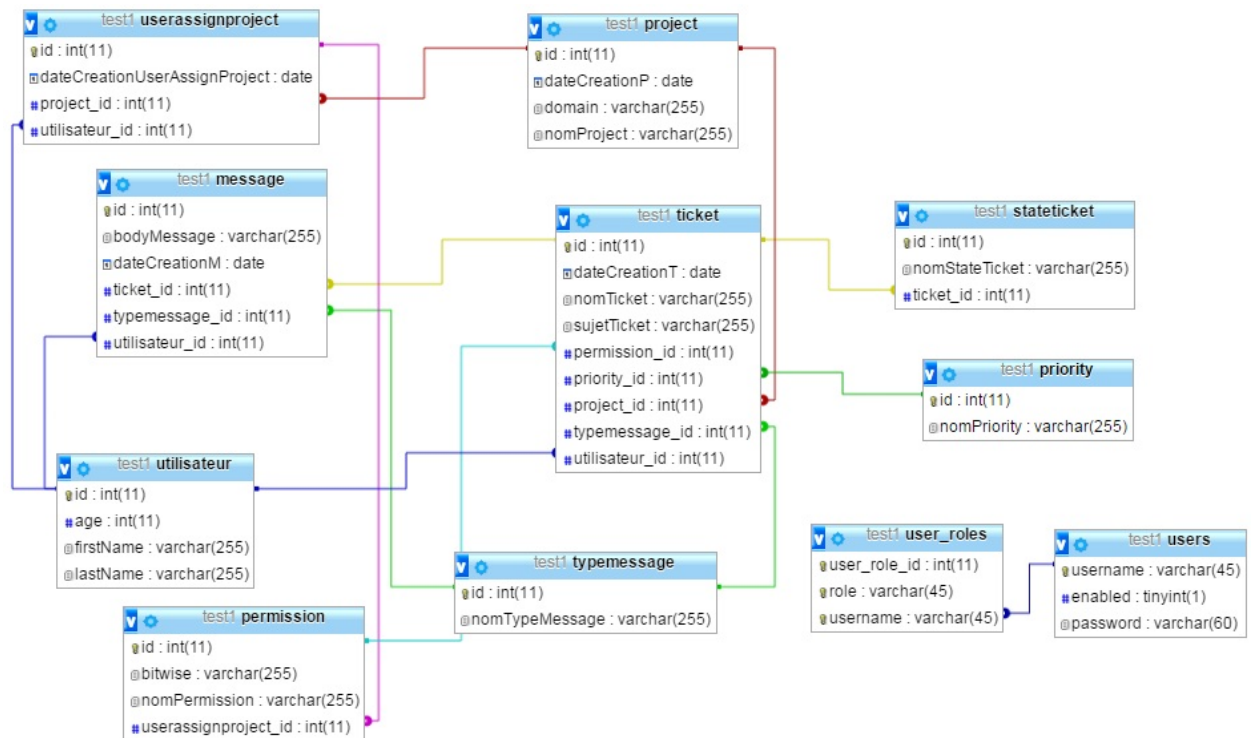 test1 userassignproject
id : int(11)
dateCreationUserAssignProject : date
project_id : int(11)
utilisateur_id : int(11)
test1 project
id : int(11)
dateCreationP : date
domain : varchar(255)
nomProject : varchar(255)
test1 message
id : int(11)
bodyMessage : varchar(255)
dateCreationM : date
ticket_id : int(11)
typemessage_id : int(11)
utilisateur_id : int(11)
test1 ticket
id : int(11)
dateCreationT : date
nomTicket : varchar(255)
sujetTicket : varchar(255)
permission_id : int(11)
priority_id : int(11)
project_id : int(11)
typemessage_id : int(11)
utilisateur_id : int(11)
test1 stateticket
id : int(11)
nomStateTicket : varchar(255)
ticket_id : int(11)
test1 priority
id : int(11)
nomPriority : varchar(255)
test1 utilisateur
id : int(11)
age : int(11)
firstName : varchar(255)
lastName : varchar(255)
test1 typemessage
id : int(11)
nomTypeMessage : varchar(255)
test1 user_roles
user_role_id : int(11)
role : varchar(45)
username : varchar(45)
test1 users
username : varchar(45)
enabled : tinyint(1)
password : varchar(60)
test1 permission
id : int(11)
bitwise : varchar(255)
nomPermission : varchar(255)
userassignproject_id : int(11)